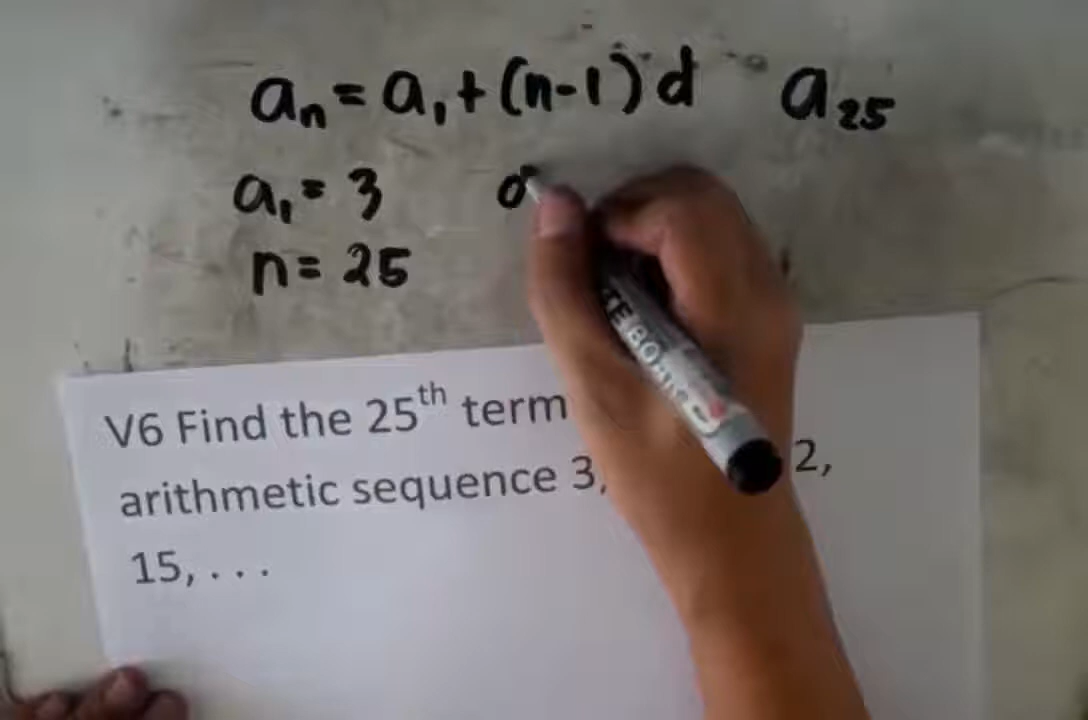 aₙ = a₁ + (n-1) d a₂₅
a₁ = 3
n = 25
V6 Find the 25th term
arithmetic sequence 3, 2,
15, . . .